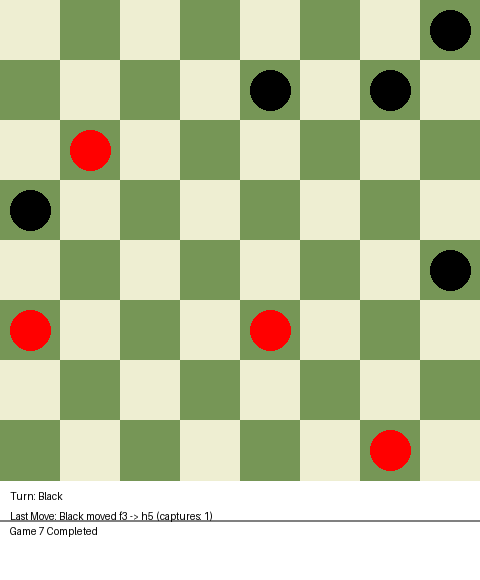 Turn: Black
Last Move: Black moved f3 -> h5 (captures: 1)
Game 7 Completed